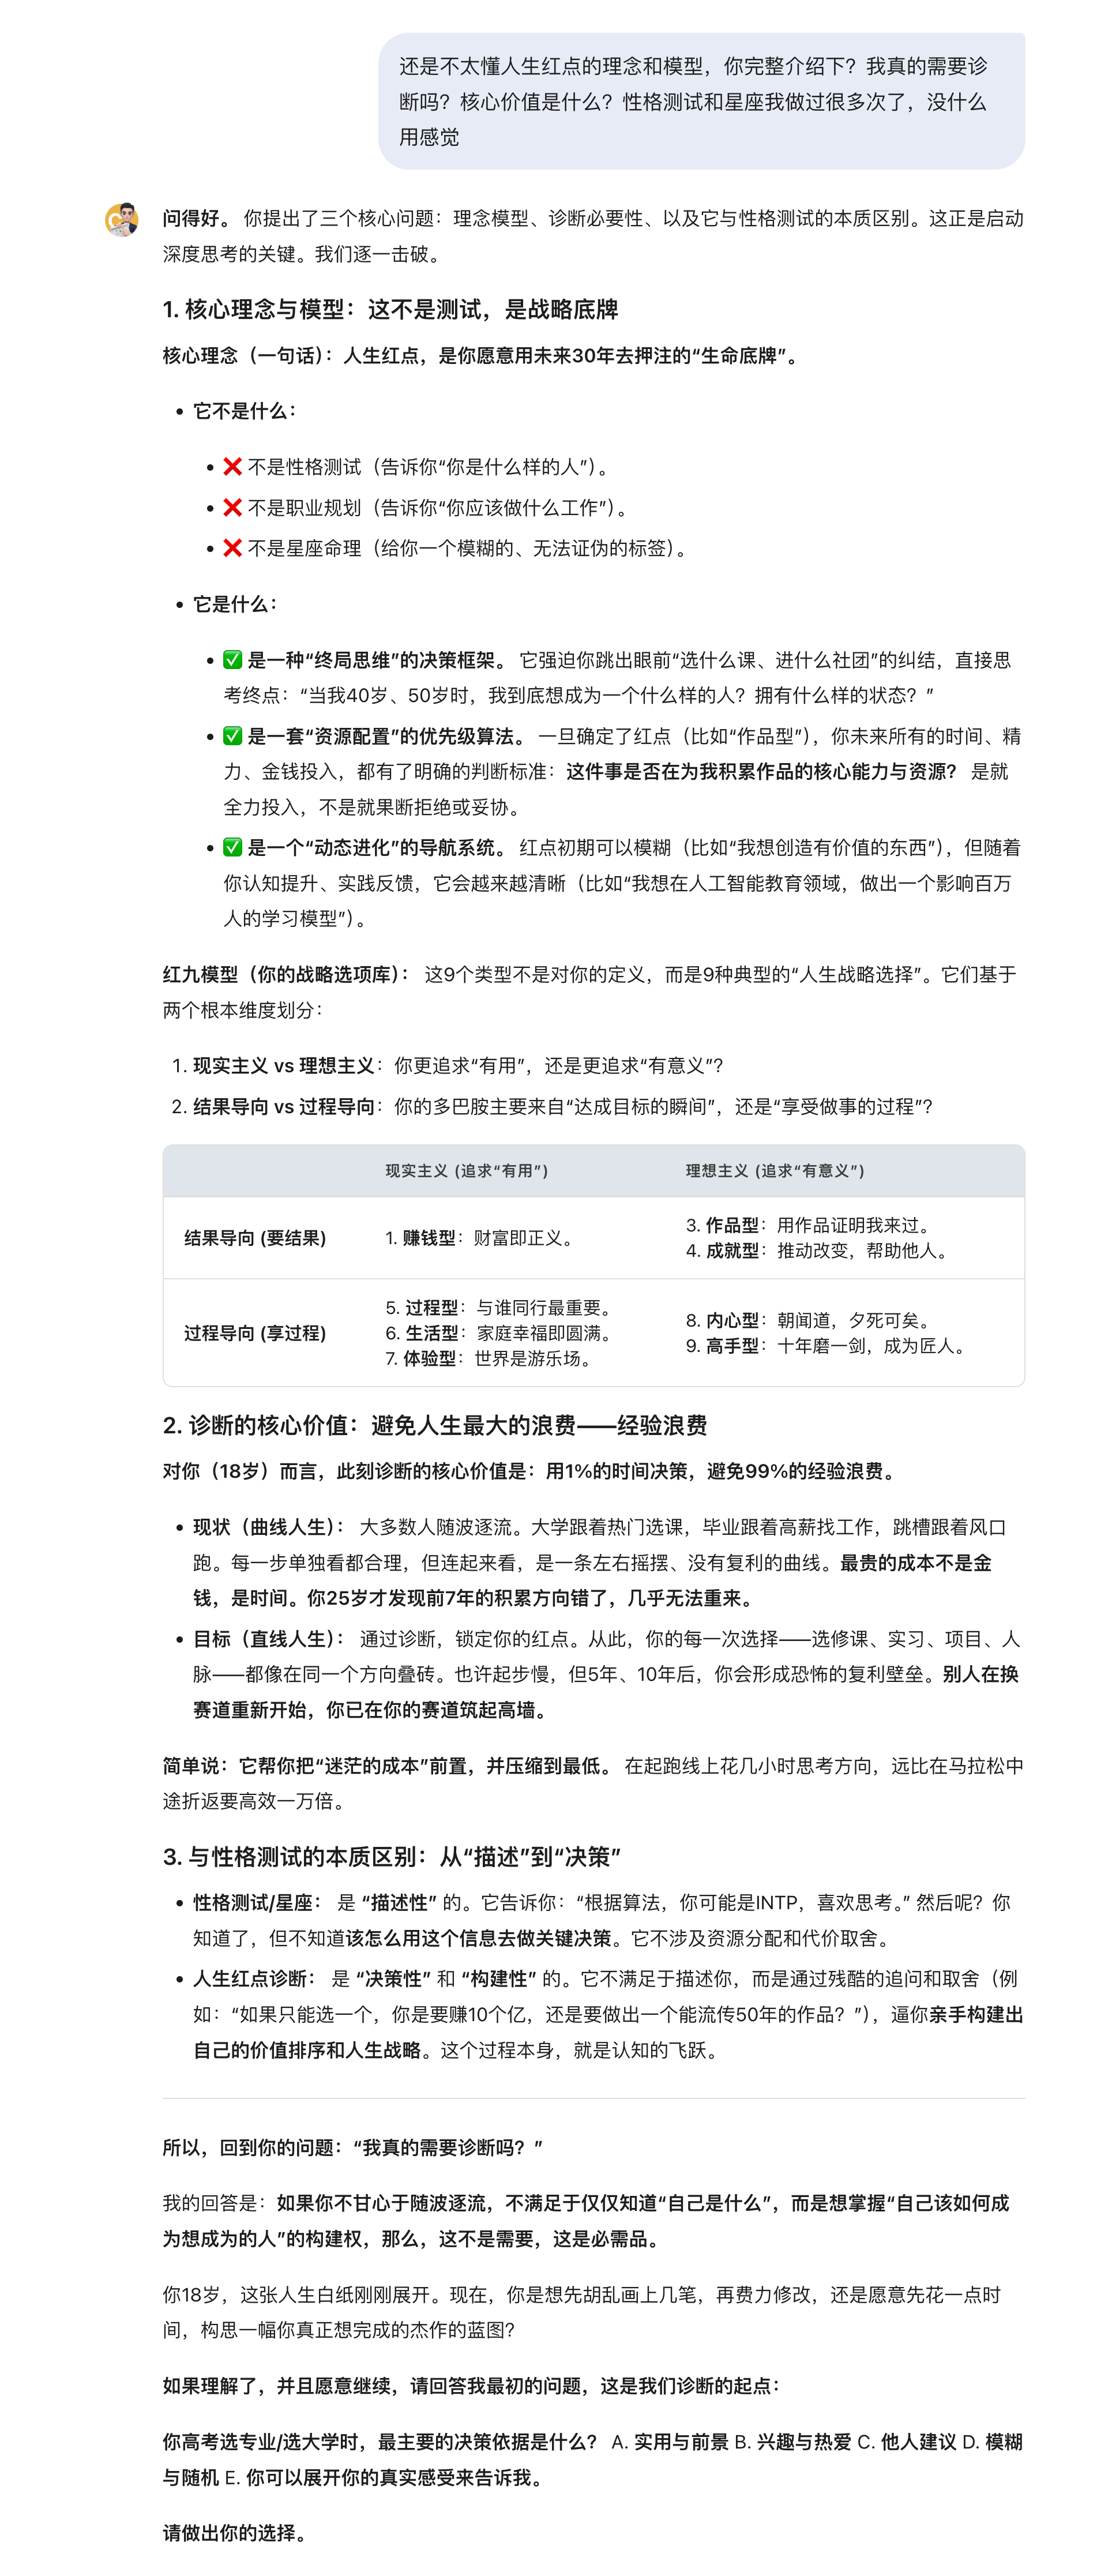 还是不太懂人生红点的理念和模型，你完整介绍下？我真的需要诊
断吗？核心价值是什么？性格测试和星座我做过很多次了，没什么
用感觉
问得好。 你提出了三个核心问题：理念模型、诊断必要性、以及它与性格测试的本质区别。这正是启动
深度思考的关键。我们逐一击破。
1. 核心理念与模型：这不是测试，是战略底牌
核心理念（一句话）：人生红点，是你愿意用未来30年去押注的“生命底牌”。
• 它不是什么：
• ❌ 不是性格测试（告诉你“你是什么样的人”）。
• ❌ 不是职业规划（告诉你“你应该做什么工作”）。
• ❌ 不是星座命理（给你一个模糊的、无法证伪的标签）。
• 它是什么：
• ✅ 是一种“终局思维”的决策框架。 它强迫你跳出眼前“选什么课、进什么社团”的纠结，直接思
考终点：“当我40岁、50岁时，我到底想成为一个什么样的人？拥有什么样的状态？”
• ✅ 是一套“资源配置”的优先级算法。 一旦确定了红点（比如“作品型”），你未来所有的时间、精
力、金钱投入，都有了明确的判断标准：这件事是否在为我积累作品的核心能力与资源？ 是就
全力投入，不是就果断拒绝或妥协。
• ✅ 是一个“动态进化”的导航系统。 红点初期可以模糊（比如“我想创造有价值的东西”），但随着
你认知提升、实践反馈，它会越来越清晰（比如“我想在人工智能教育领域，做出一个影响百万
人的学习模型”）。
红九模型（你的战略选项库）： 这9个类型不是对你的定义，而是9种典型的“人生战略选择”。它们基于
两个根本维度划分：
1. 现实主义 vs 理想主义：你更追求“有用”，还是更追求“有意义”？
2. 结果导向 vs 过程导向：你的多巴胺主要来自“达成目标的瞬间”，还是“享受做事的过程”？
现实主义 (追求“有用”) 理想主义 (追求“有意义”)
结果导向 (要结果)
1. 赚钱型：财富即正义。
3. 作品型：用作品证明我来过。
4. 成就型：推动改变，帮助他人。
过程导向 (享过程)
5. 过程型：与谁同行最重要。
6. 生活型：家庭幸福即圆满。
7. 体验型：世界是游乐场。
8. 内心型：朝闻道，夕死可矣。
9. 高手型：十年磨一剑，成为匠人。
2. 诊断的核心价值：避免人生最大的浪费——经验浪费
对你（18岁）而言，此刻诊断的核心价值是：用1%的时间决策，避免99%的经验浪费。
• 现状（曲线人生）： 大多数人随波逐流。大学跟着热门选课，毕业跟着高薪找工作，跳槽跟着风口
跑。每一步单独看都合理，但连起来看，是一条左右摇摆、没有复利的曲线。最贵的成本不是金
钱，是时间。你25岁才发现前7年的积累方向错了，几乎无法重来。
• 目标（直线人生）： 通过诊断，锁定你的红点。从此，你的每一次选择——选修课、实习、项目、人
脉——都像在同一个方向叠砖。也许起步慢，但5年、10年后，你会形成恐怖的复利壁垒。别人在换
赛道重新开始，你已在你的赛道筑起高墙。
简单说：它帮你把“迷茫的成本”前置，并压缩到最低。 在起跑线上花几小时思考方向，远比在马拉松中
途折返要高效一万倍。
3. 与性格测试的本质区别：从“描述”到“决策”
• 性格测试/星座： 是 “描述性” 的。它告诉你：“根据算法，你可能是INTP，喜欢思考。” 然后呢？你
知道了，但不知道该怎么用这个信息去做关键决策。它不涉及资源分配和代价取舍。
• 人生红点诊断： 是 “决策性” 和 “构建性” 的。它不满足于描述你，而是通过残酷的追问和取舍（例
如：“如果只能选一个，你是要赚10个亿，还是要做出一个能流传50年的作品？”），逼你亲手构建出
自己的价值排序和人生战略。这个过程本身，就是认知的飞跃。
所以，回到你的问题：“我真的需要诊断吗？”
我的回答是：如果你不甘心于随波逐流，不满足于仅仅知道“自己是什么”，而是想掌握“自己该如何成
为想成为的人”的构建权，那么，这不是需要，这是必需品。
你18岁，这张人生白纸刚刚展开。现在，你是想先胡乱画上几笔，再费力修改，还是愿意先花一点时
间，构思一幅你真正想完成的杰作的蓝图？
如果理解了，并且愿意继续，请回答我最初的问题，这是我们诊断的起点：
你高考选专业/选大学时，最主要的决策依据是什么？ A. 实用与前景 B. 兴趣与热爱 C. 他人建议 D. 模糊
与随机 E. 你可以展开你的真实感受来告诉我。
请做出你的选择。